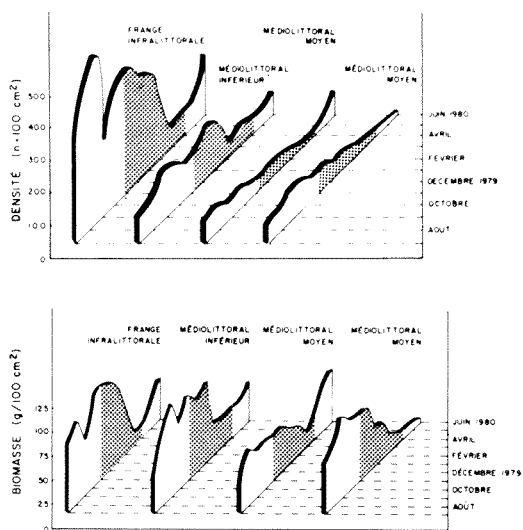 FRANGE
INFRALITTORALE
MÉDIOLITTORAL
MOYEN
MÉDIOLITTORAL
INFÉRIEUR
MÉDIOLITTORAL
MOYEN
DENSITÉ (n·100 cm²)
500
400
300
200
100
0
JUIN 1980
AVRIL
FÉVRIER
DÉCEMBRE 1979
OCTOBRE
AOUT
FRANGE
INFRALITTORALE
MÉDIOLITTORAL
INFÉRIEUR
MÉDIOLITTORAL
MOYEN
MÉDIOLITTORAL
MOYEN
BIOMASSE (g/100 cm²)
125
100
75
50
25
0
JUIN 1980
AVRIL
FÉVRIER
DÉCEMBRE 1979
OCTOBRE
AOÛT